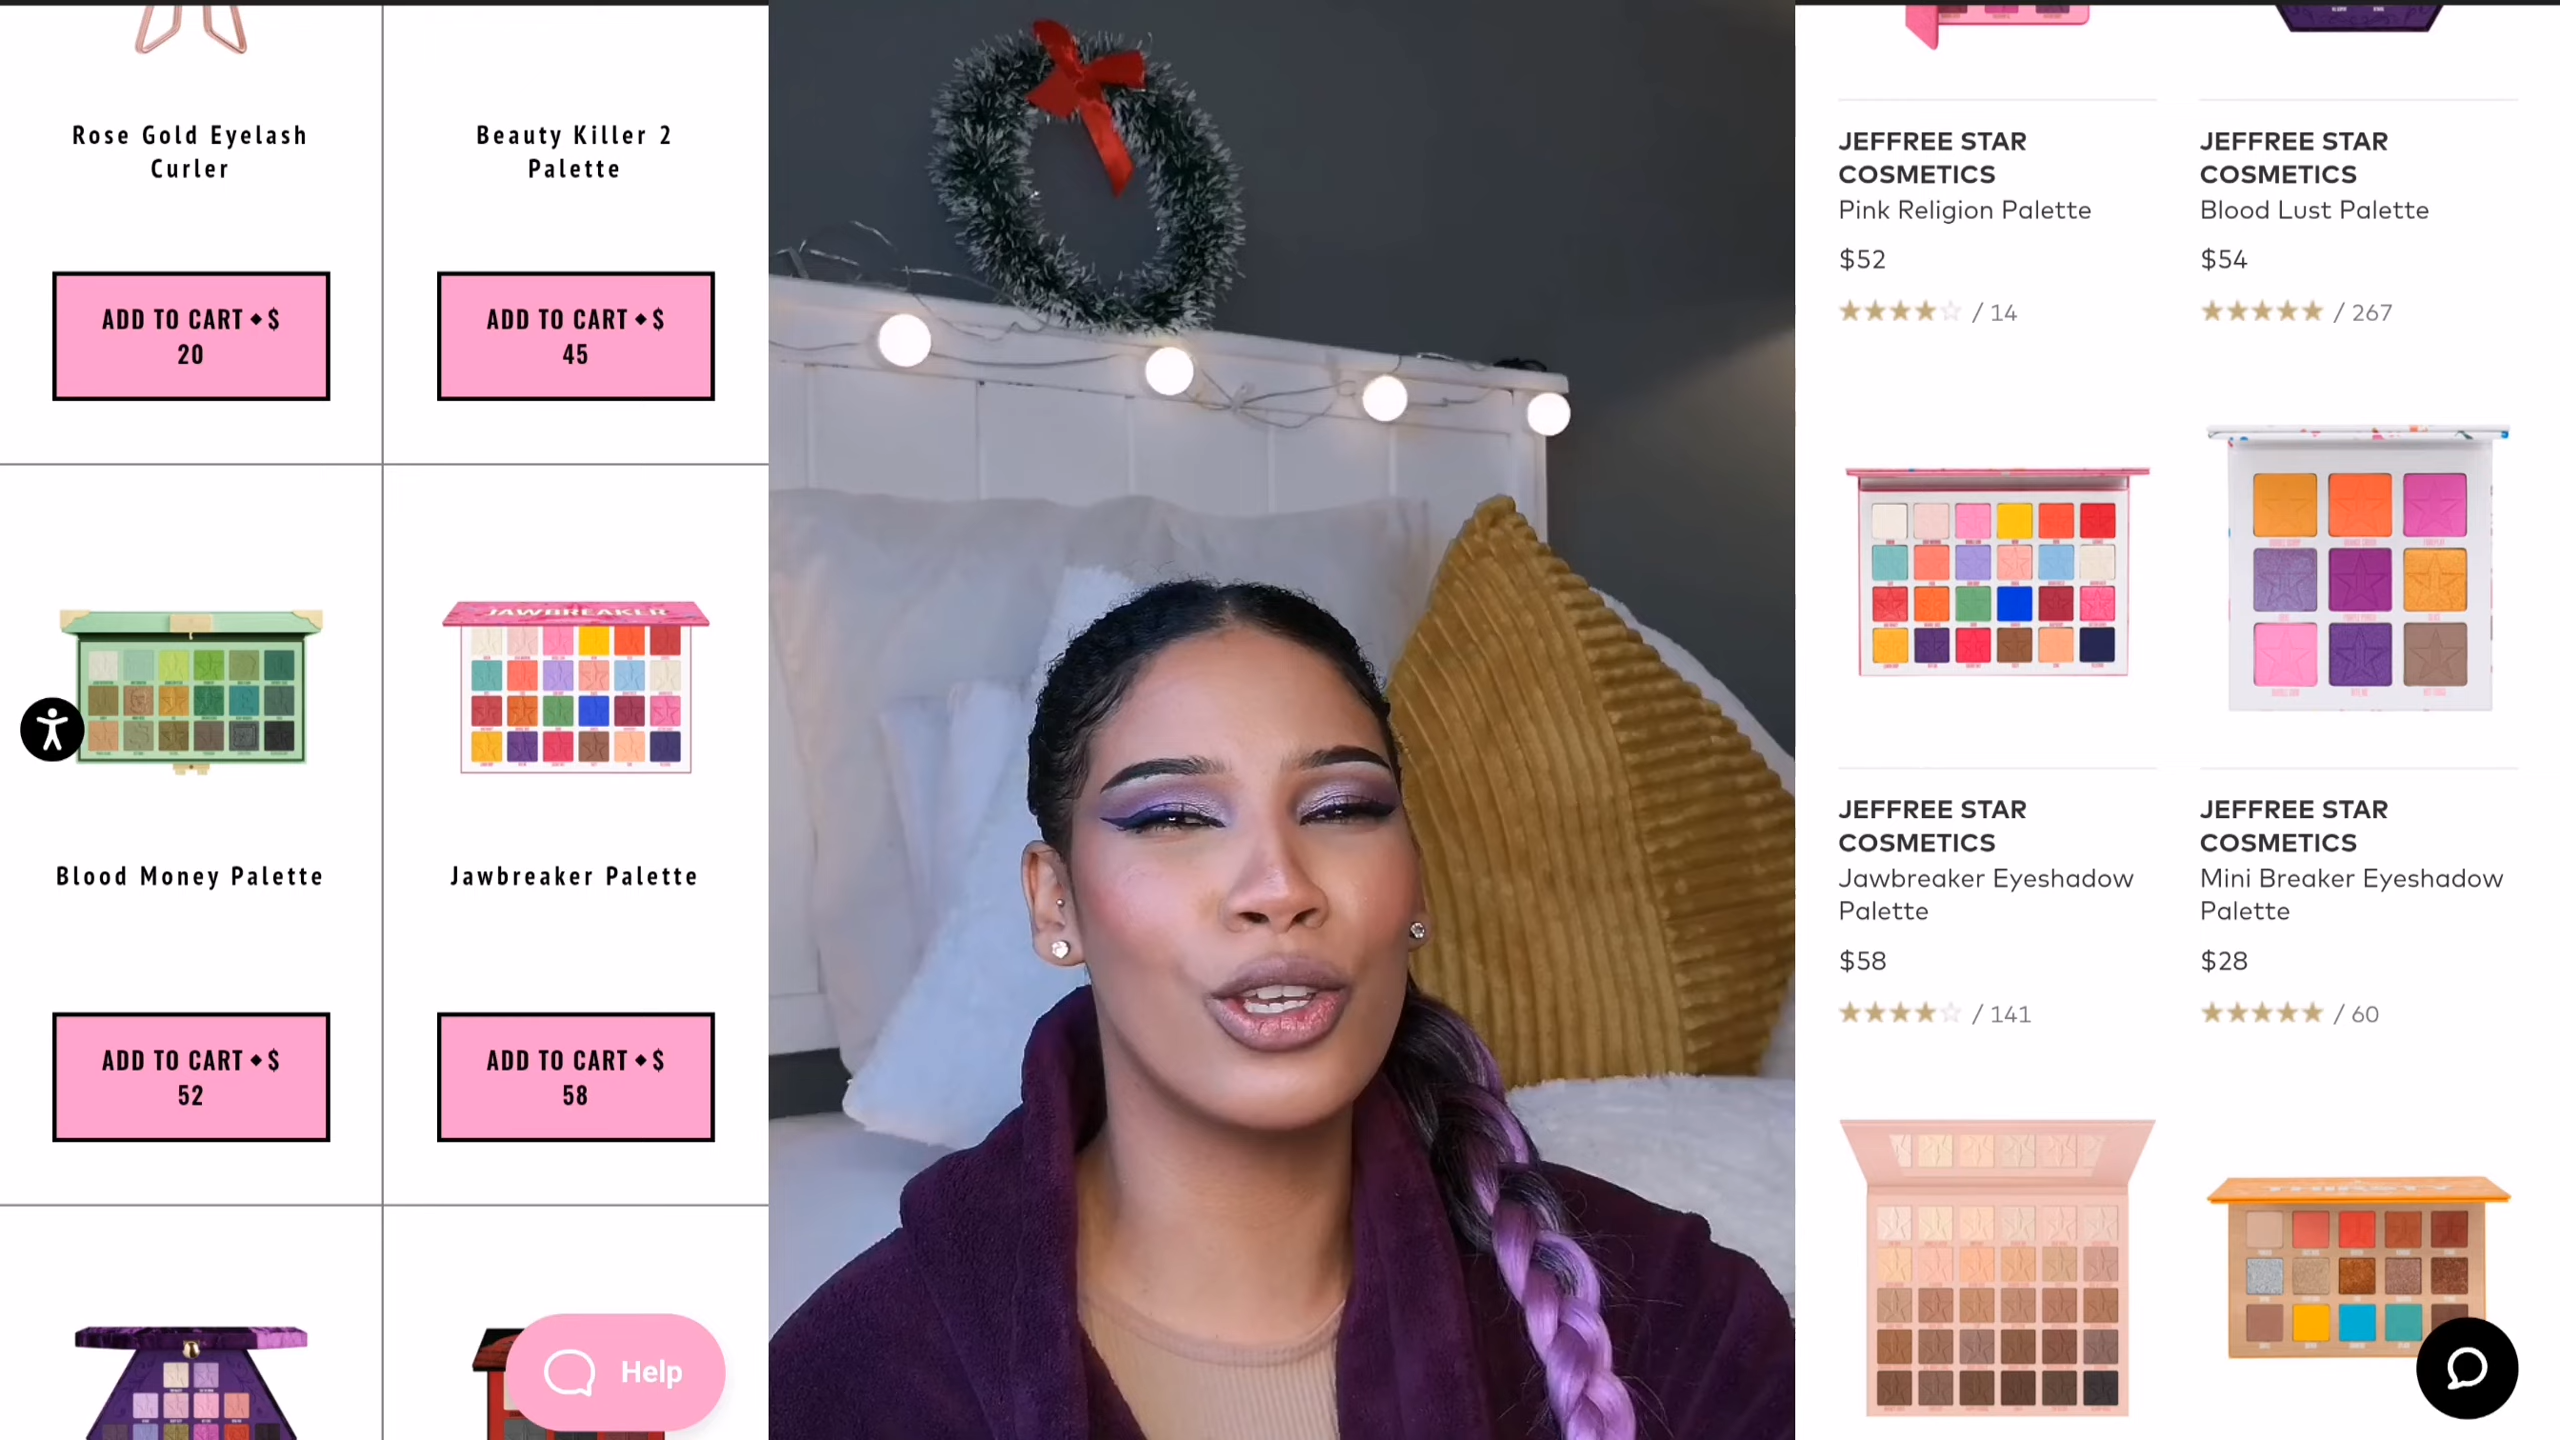 Rose Gold Eyelash
Curler
ADD TO CART ◆ $
20
Beauty Killer 2
Palette
ADD TO CART ◆ $
45
JAWBREAKER
Blood Money Palette
ADD TO CART ◆ $
52
Jawbreaker Palette
ADD TO CART ◆ $
58
Help
JEFFREE STAR
COSMETICS
Pink Religion Palette
$52
/ 14
JEFFREE STAR
COSMETICS
Blood Lust Palette
$54
/ 267
JEFFREE STAR
COSMETICS
Jawbreaker Eyeshadow
Palette
$58
/ 141
JEFFREE STAR
COSMETICS
Mini Breaker Eyeshadow
Palette
$28
/ 60